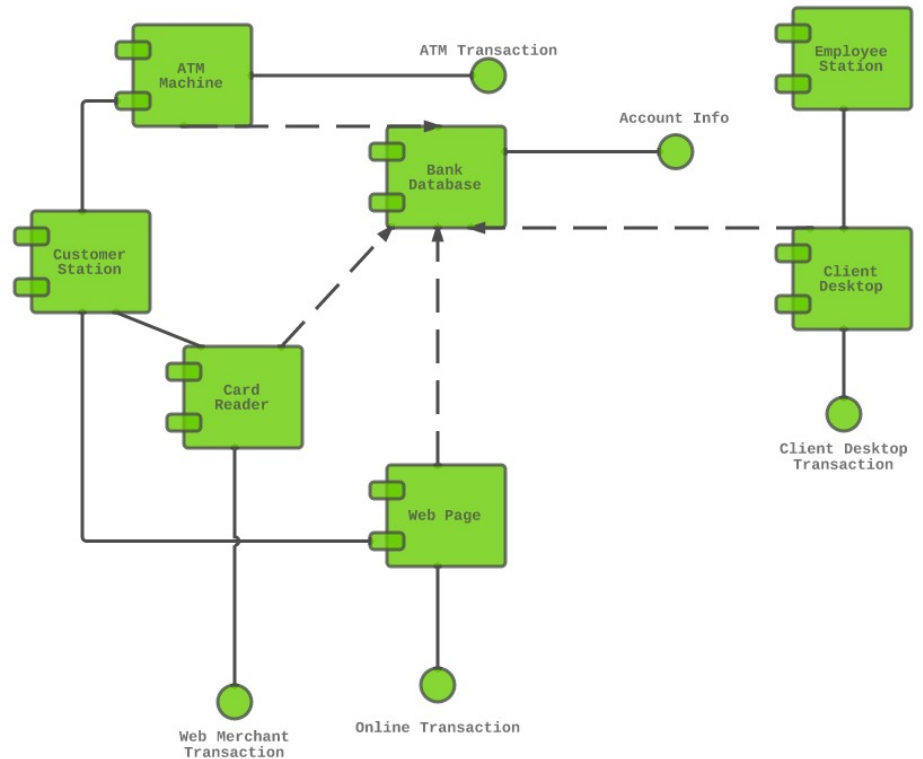 ATM Transaction
Employee
Station
ATM
Machine
Account Info
Bank
Database
Customer
Station
Client
Desktop
Card
Reader
Client Desktop
Transaction
Web Page
Online Transaction
Web Merchant
Transaction